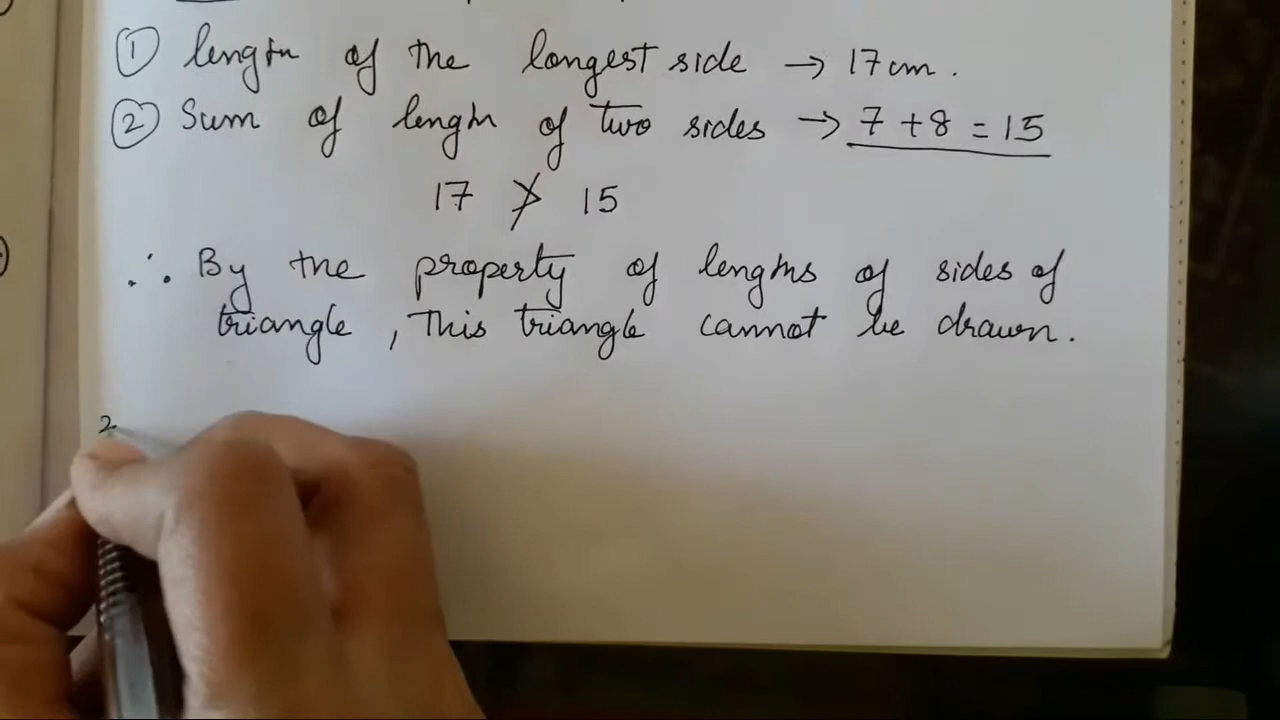 ① length of the longest side → 17 cm.
② Sum of length of two sides → 7 + 8 = 15
17 ≯ 15
∴ By the property of lengths of sides of
triangle, This triangle cannot be drawn.
2